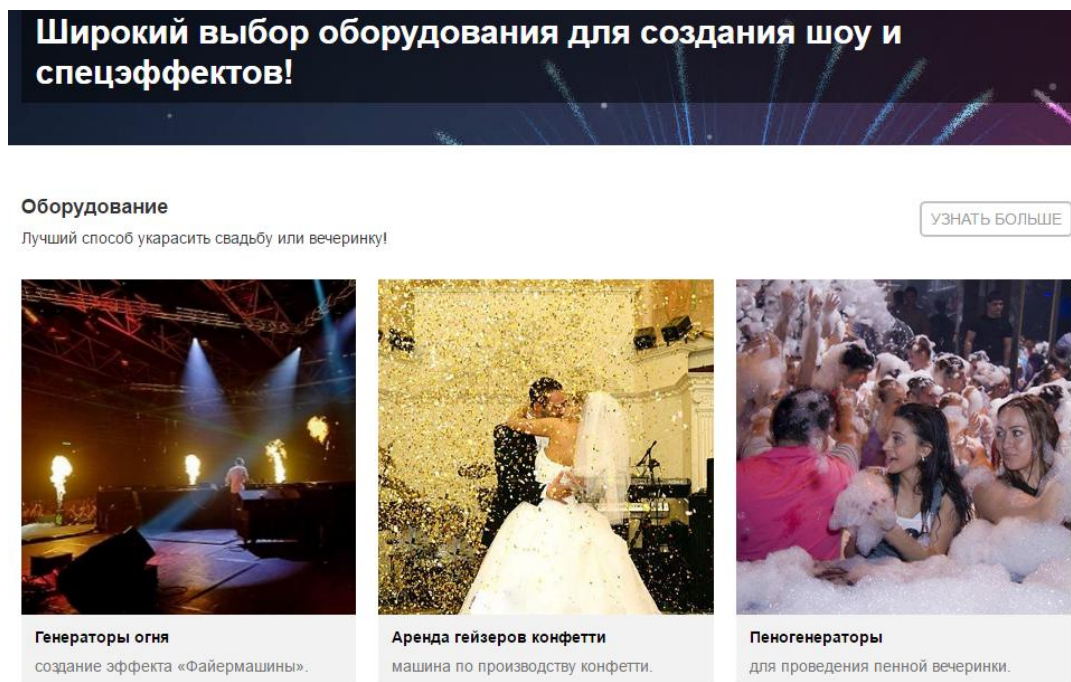 Широкий выбор оборудования для создания шоу и
спецэффектов!
Оборудование
Лучший способ укарасить свадьбу или вечеринку!
УЗНАТЬ БОЛЬШЕ
Генераторы огня
создание эффекта «Файермашины».
Аренда гейзеров конфетти
машина по производству конфетти.
Пеногенераторы
для проведения пенной вечеринки.